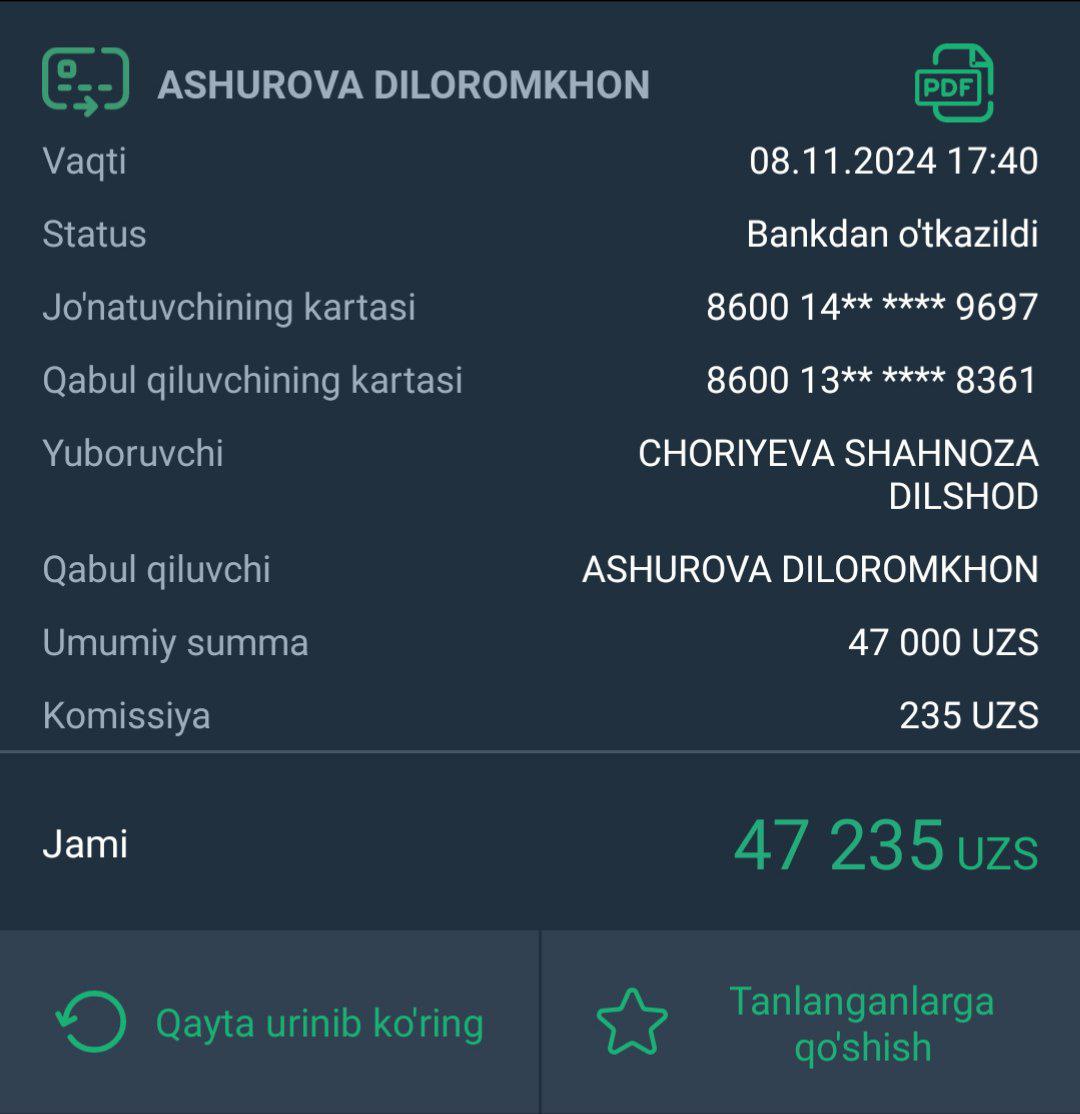 ASHUROVA DILOROMKHON
PDF
Vaqti 08.11.2024 17:40
Status Bankdan o'tkazildi
Jo'natuvchining kartasi 8600 14** **** 9697
Qabul qiluvchining kartasi 8600 13** **** 8361
Yuboruvchi CHORIYEVA SHAHNOZA
DILSHOD
Qabul qiluvchi ASHUROVA DILOROMKHON
Umumiy summa 47 000 UZS
Komissiya 235 UZS
Jami 47 235 UZS
Qayta urinib ko'ring
Tanlanganlarga
qo'shish